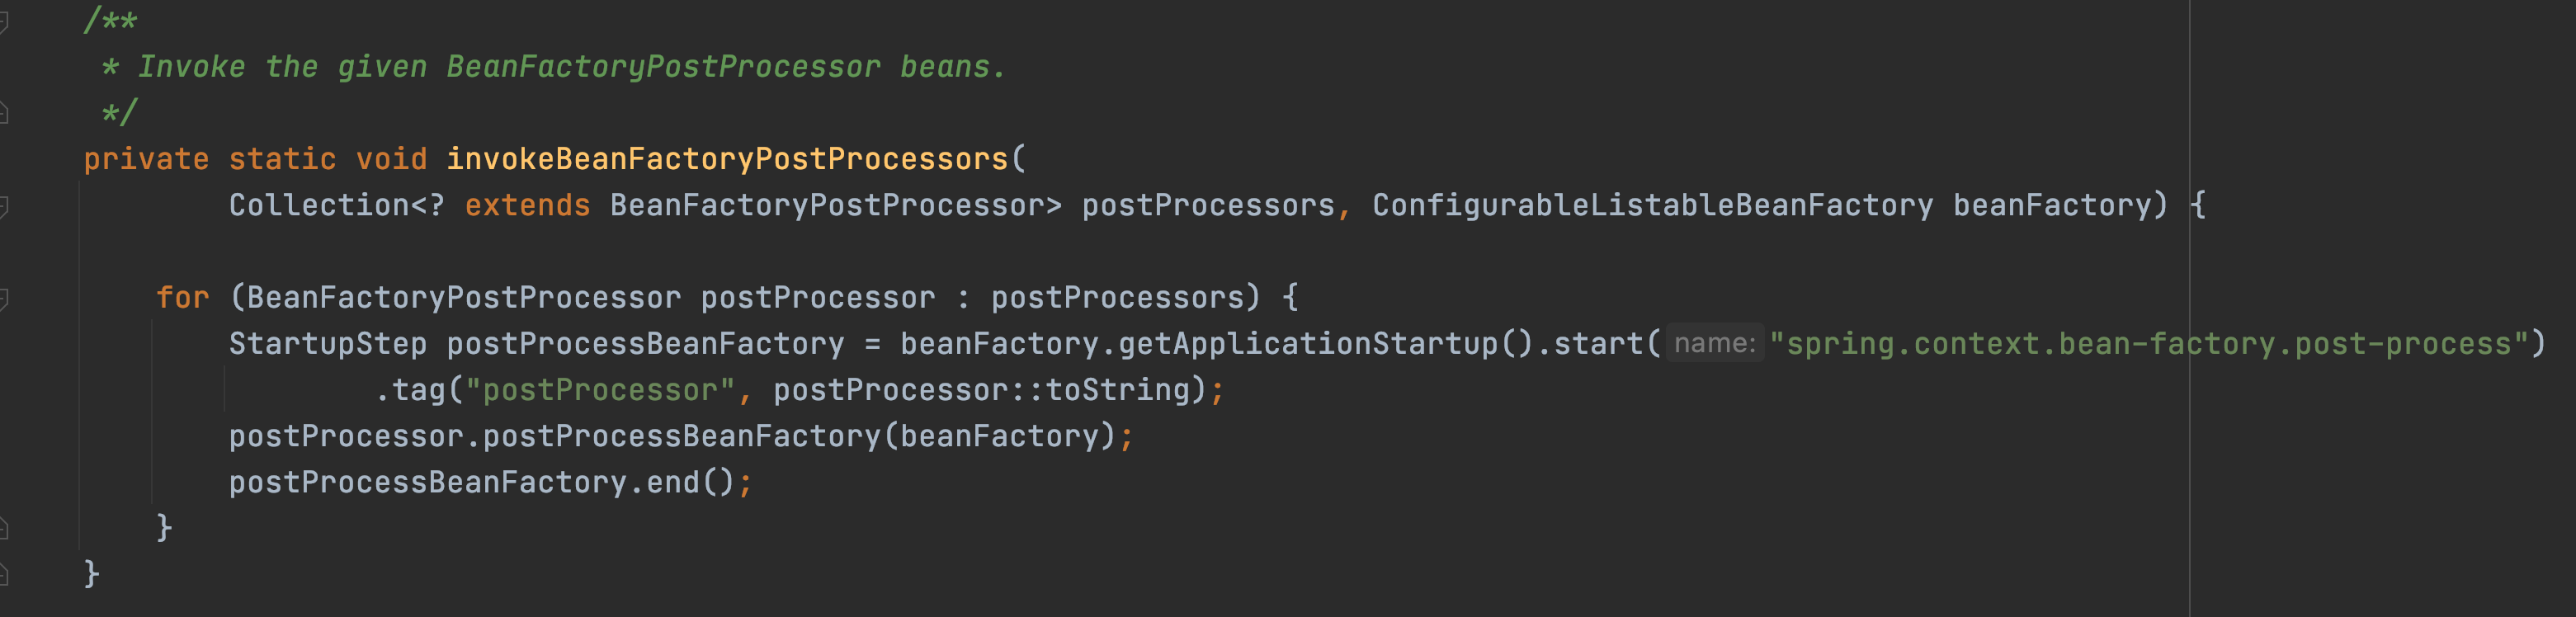 /**
 * Invoke the given BeanFactoryPostProcessor beans.
 */
private static void invokeBeanFactoryPostProcessors(
        Collection<? extends BeanFactoryPostProcessor> postProcessors, ConfigurableListableBeanFactory beanFactory) {

    for (BeanFactoryPostProcessor postProcessor : postProcessors) {
        StartupStep postProcessBeanFactory = beanFactory.getApplicationStartup().start( name: "spring.context.bean-factory.post-process")
                .tag("postProcessor", postProcessor::toString);
        postProcessor.postProcessBeanFactory(beanFactory);
        postProcessBeanFactory.end();
    }
}